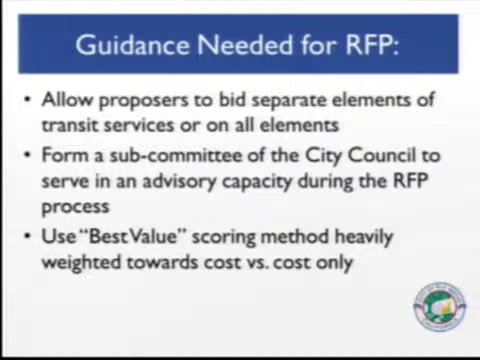 Guidance Needed for RFP:
• Allow proposers to bid separate elements of
transit services or on all elements
• Form a sub-committee of the City Council to
serve in an advisory capacity during the RFP
process
• Use "Best Value" scoring method heavily
weighted towards cost vs. cost only